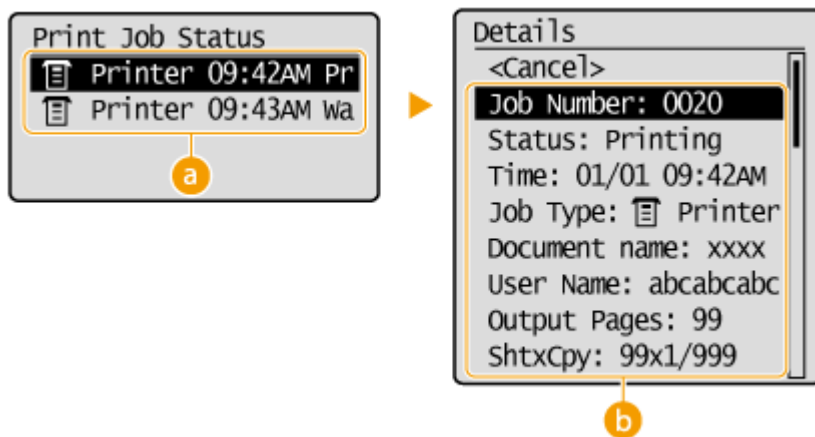 Print Job Status
Printer 09:42AM Pr
Printer 09:43AM Wa
a
Details
<Cancel>
Job Number: 0020
Status: Printing
Time: 01/01 09:42AM
Job Type: Printer
Document name: xxxx
User Name: abcabcabc
Output Pages: 99
ShtxCpy: 99x1/999
b